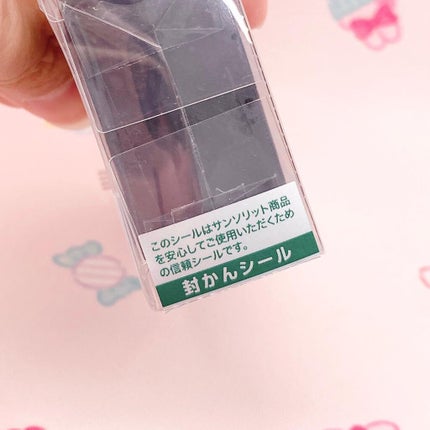 このシールはサンソリット商品
を安心してご使用いただくため
の信頼シールです。
封かんシール